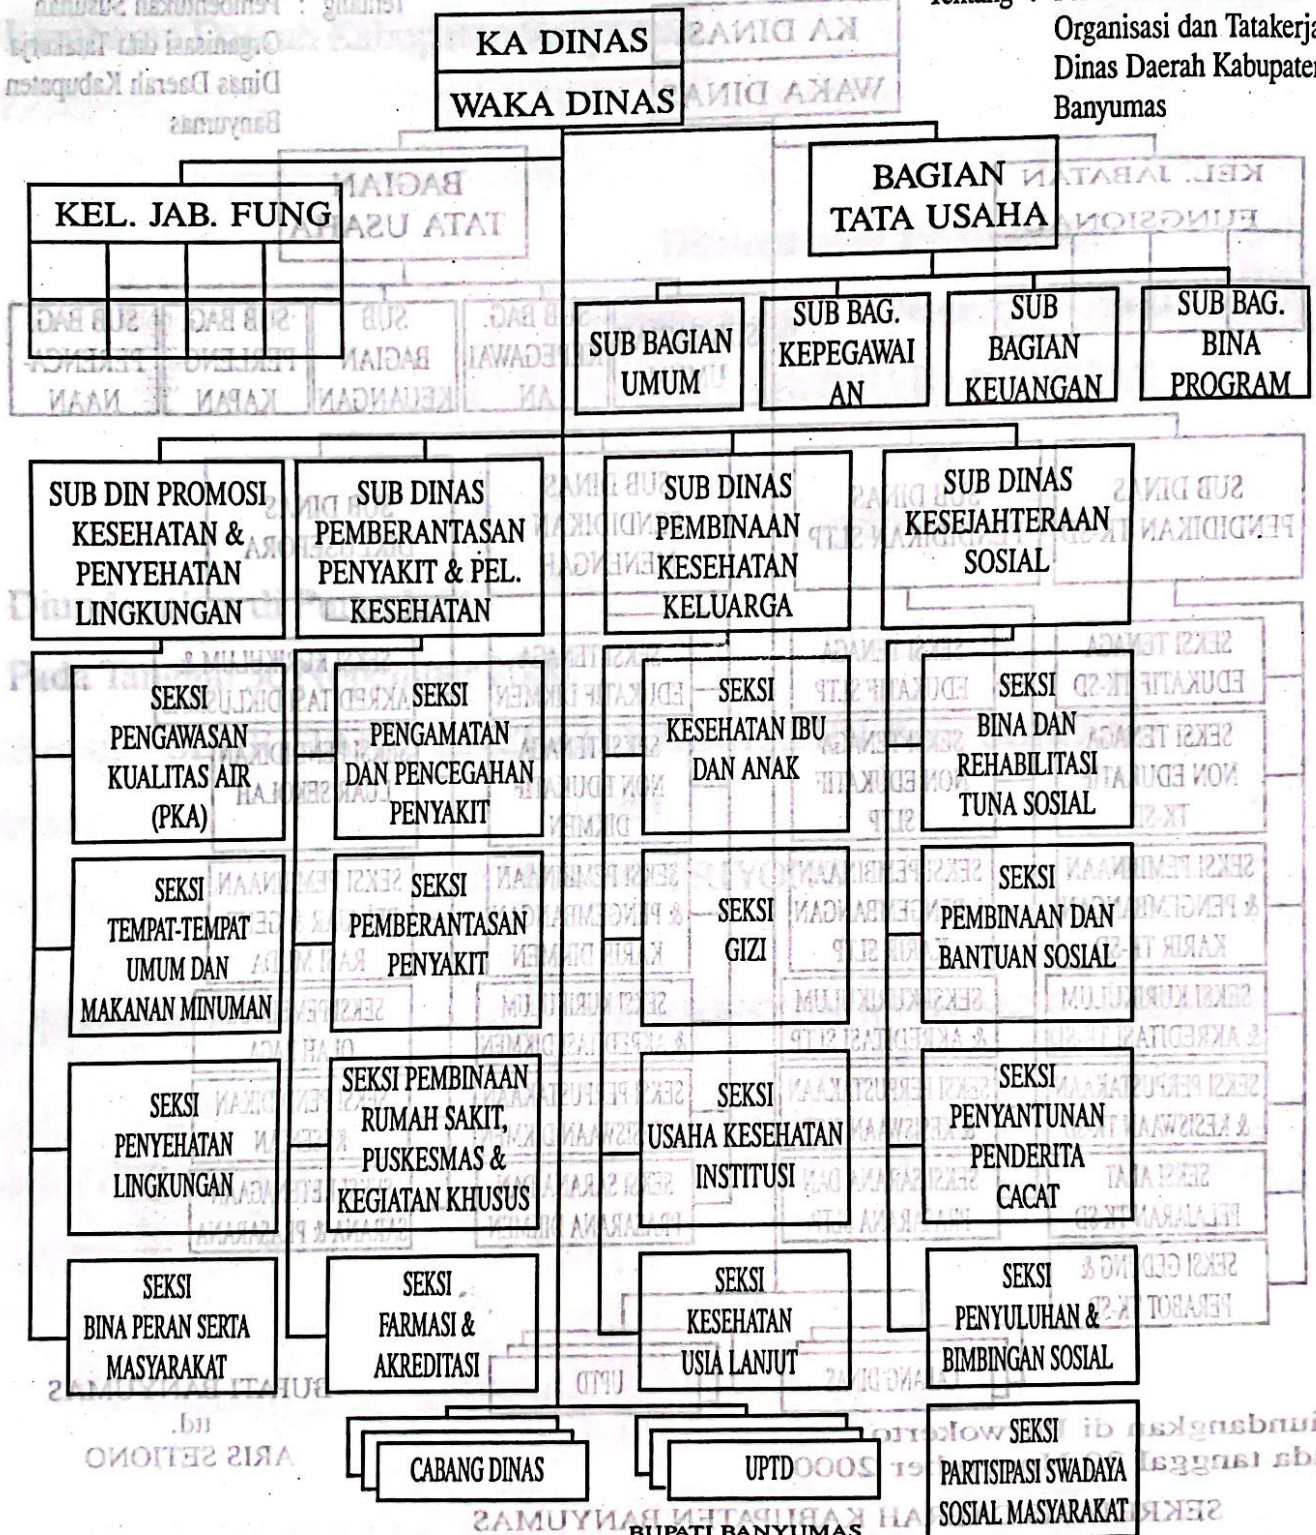 Organisasi dan Tatakerja
Dinas Daerah Kabupaten
Banyumas
KA DINAS
WAKA DINAS
KEL. JAB. FUNG
BAGIAN
TATA USAHA
SUB BAGIAN
UMUM
SUB BAG.
KEPEGAWAI
AN
SUB
BAGIAN
KEUANGAN
SUB BAG.
BINA
PROGRAM
SUB DIN PROMOSI
KESEHATAN &
PENYEHATAN
LINGKUNGAN
SUB DINAS
PEMBERANTASAN
PENYAKIT & PEL.
KESEHATAN
SUB DINAS
PEMBINAAN
KESEHATAN
KELUARGA
SUB DINAS
KESEJAHTERAAN
SOSIAL
SEKSI
PENGAWASAN
KUALITAS AIR
(PKA)
SEKSI
PENGAMATAN
DAN PENCEGAHAN
PENYAKIT
SEKSI
KESEHATAN IBU
DAN ANAK
SEKSI
BINA DAN
REHABILITASI
TUNA SOSIAL
SEKSI
TEMPAT-TEMPAT
UMUM DAN
MAKANAN MINUMAN
SEKSI
PEMBERANTASAN
PENYAKIT
SEKSI
GIZI
SEKSI
PEMBINAAN DAN
BANTUAN SOSIAL
SEKSI
PENYEHATAN
LINGKUNGAN
SEKSI PEMBINAAN
RUMAH SAKIT,
PUSKESMAS &
KEGIATAN KHUSUS
SEKSI
USAHA KESEHATAN
INSTITUSI
SEKSI
PENYANTUNAN
PENDERITA
CACAT
SEKSI
BINA PERAN SERTA
MASYARAKAT
SEKSI
FARMASI &
AKREDITASI
SEKSI
KESEHATAN
USIA LANJUT
SEKSI
PENYULUHAN &
BIMBINGAN SOSIAL
CABANG DINAS
UPTD
SEKSI
PARTISIPASI SWADAYA
SOSIAL MASYARAKAT
BUPATI BANYUMAS